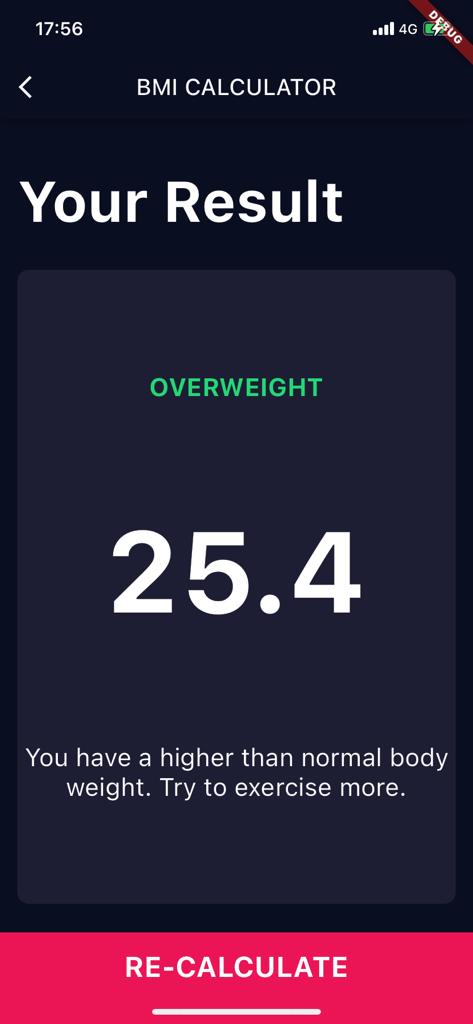 17:56
4G
DEBUG
BMI CALCULATOR
Your Result
OVERWEIGHT
25.4
You have a higher than normal body
weight. Try to exercise more.
RE-CALCULATE